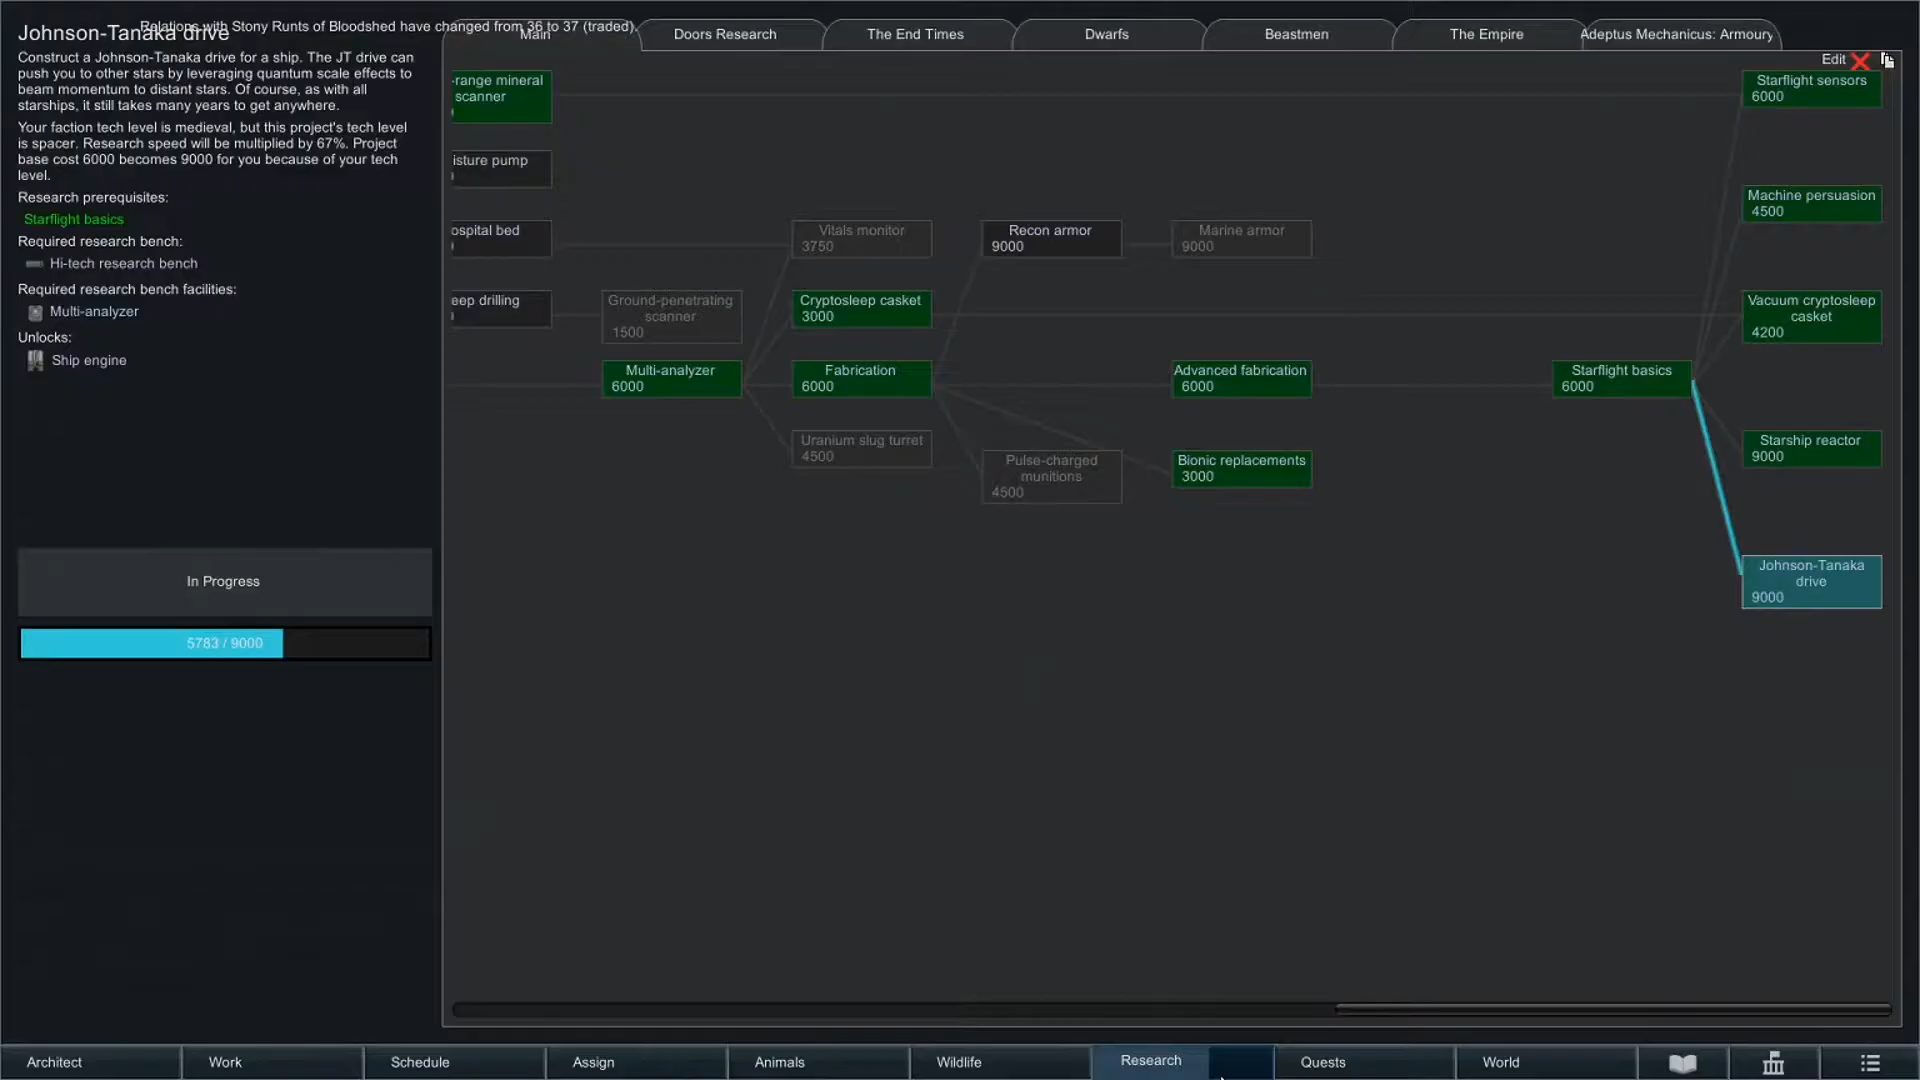 Relations with Stony Runts of Bloodshed have changed from 36 to 37 (traded).
Johnson-Tanaka drive
Construct a Johnson-Tanaka drive for a ship. The JT drive can
push you to other stars by leveraging quantum scale effects to
beam momentum to distant stars. Of course, as with all
starships, it still takes many years to get anywhere.
Your faction tech level is medieval, but this project's tech level
is spacer. Research speed will be multiplied by 67%. Project
base cost 6000 becomes 9000 for you because of your tech
level.
Research prerequisites:
Starflight basics
Required research bench:
Hi-tech research bench
Required research bench facilities:
Multi-analyzer
Unlocks:
Ship engine
In Progress
5783 / 9000
Main
Doors Research
The End Times
Dwarfs
Beastmen
The Empire
Adeptus Mechanicus: Armoury
Edit
-range mineral
scanner
isture pump
ospital bed
eep drilling
Ground-penetrating
scanner
1500
Multi-analyzer
6000
Vitals monitor
3750
Cryptosleep casket
3000
Fabrication
6000
Uranium slug turret
4500
Recon armor
9000
Pulse-charged
munitions
4500
Marine armor
9000
Advanced fabrication
6000
Bionic replacements
3000
Starflight basics
6000
Starflight sensors
6000
Machine persuasion
4500
Vacuum cryptosleep
casket
4200
Starship reactor
9000
Johnson-Tanaka
drive
9000
Architect
Work
Schedule
Assign
Animals
Wildlife
Research
Quests
World